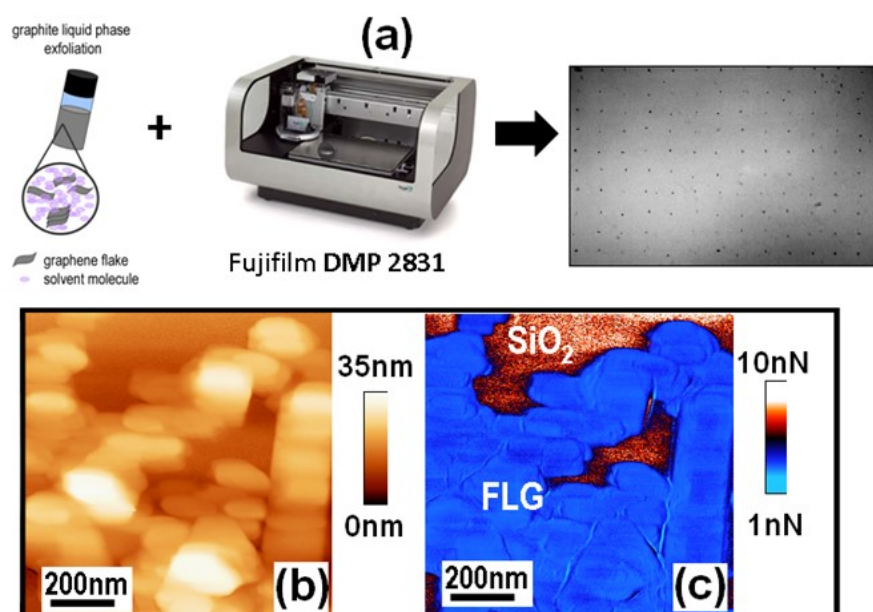 graphite liquid phase
exfoliation
(a)
+
graphene flake
solvent molecule
Fujifilm DMP 2831
35nm
0nm
200nm
(b)
SiO₂
FLG
10nN
1nN
200nm
(c)